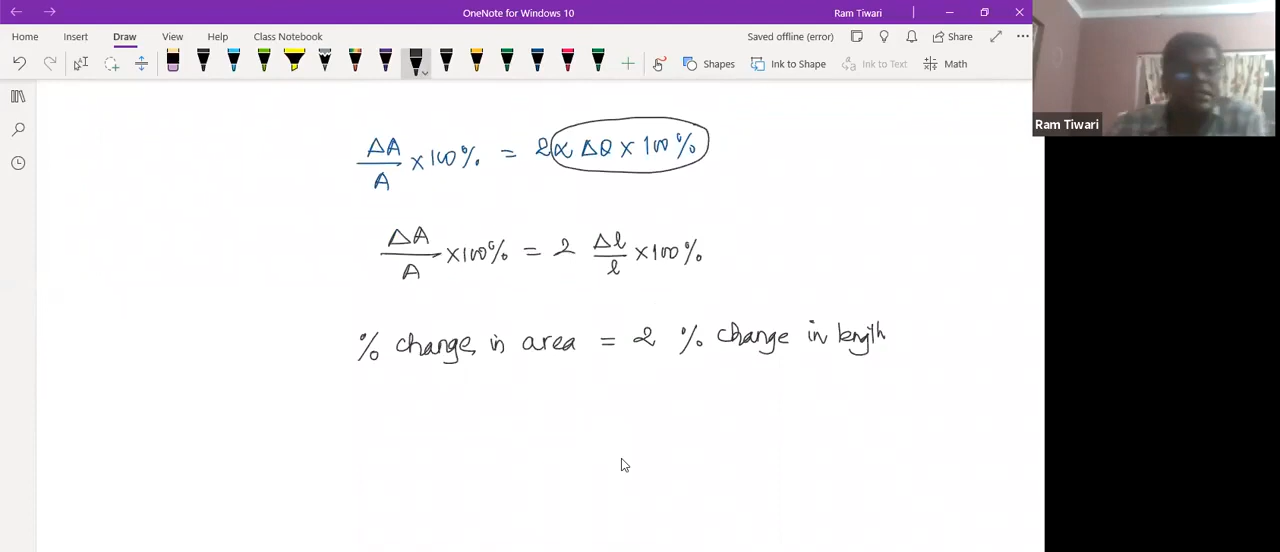 OneNote for Windows 10
Ram Tiwari
Home Insert Draw View Help Class Notebook
Saved offline (error) Share
Shapes Ink to Shape Ink to Text Math
Ram Tiwari
ΔA/A ×100% = 2 α Δθ × 100%
ΔA/A ×100% = 2 Δl/l ×100%
% change in area = 2 % change in length